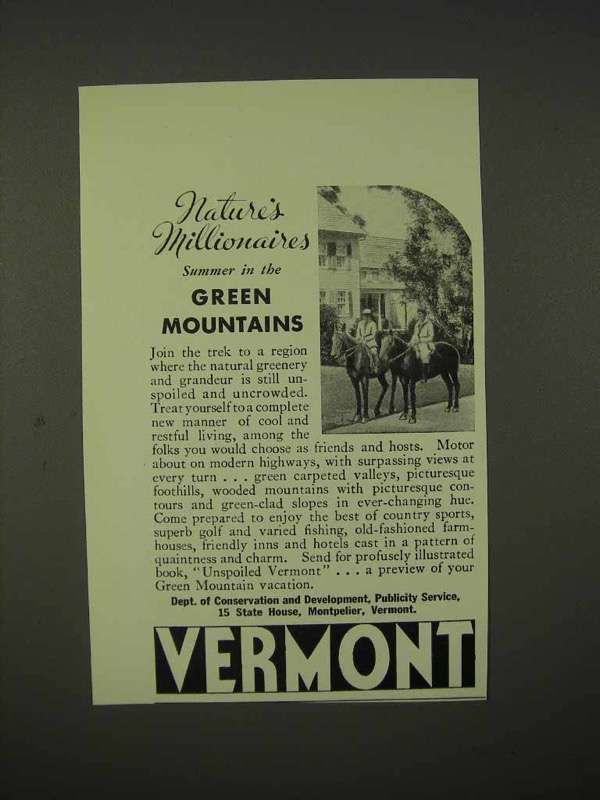 Nature's
Millionaires
Summer in the
GREEN
MOUNTAINS
Join the trek to a region
where the natural greenery
and grandeur is still un-
spoiled and uncrowded.
Treat yourself to a complete
new manner of cool and
restful living, among the
folks you would choose as friends and hosts. Motor
about on modern highways, with surpassing views at
every turn . . . green carpeted valleys, picturesque
foothills, wooded mountains with picturesque con-
tours and green-clad slopes in ever-changing hue.
Come prepared to enjoy the best of country sports,
superb golf and varied fishing, old-fashioned farm-
houses, friendly inns and hotels cast in a pattern of
quaintness and charm. Send for profusely illustrated
book, "Unspoiled Vermont" . . . a preview of your
Green Mountain vacation.
Dept. of Conservation and Development, Publicity Service,
15 State House, Montpelier, Vermont.
VERMONT